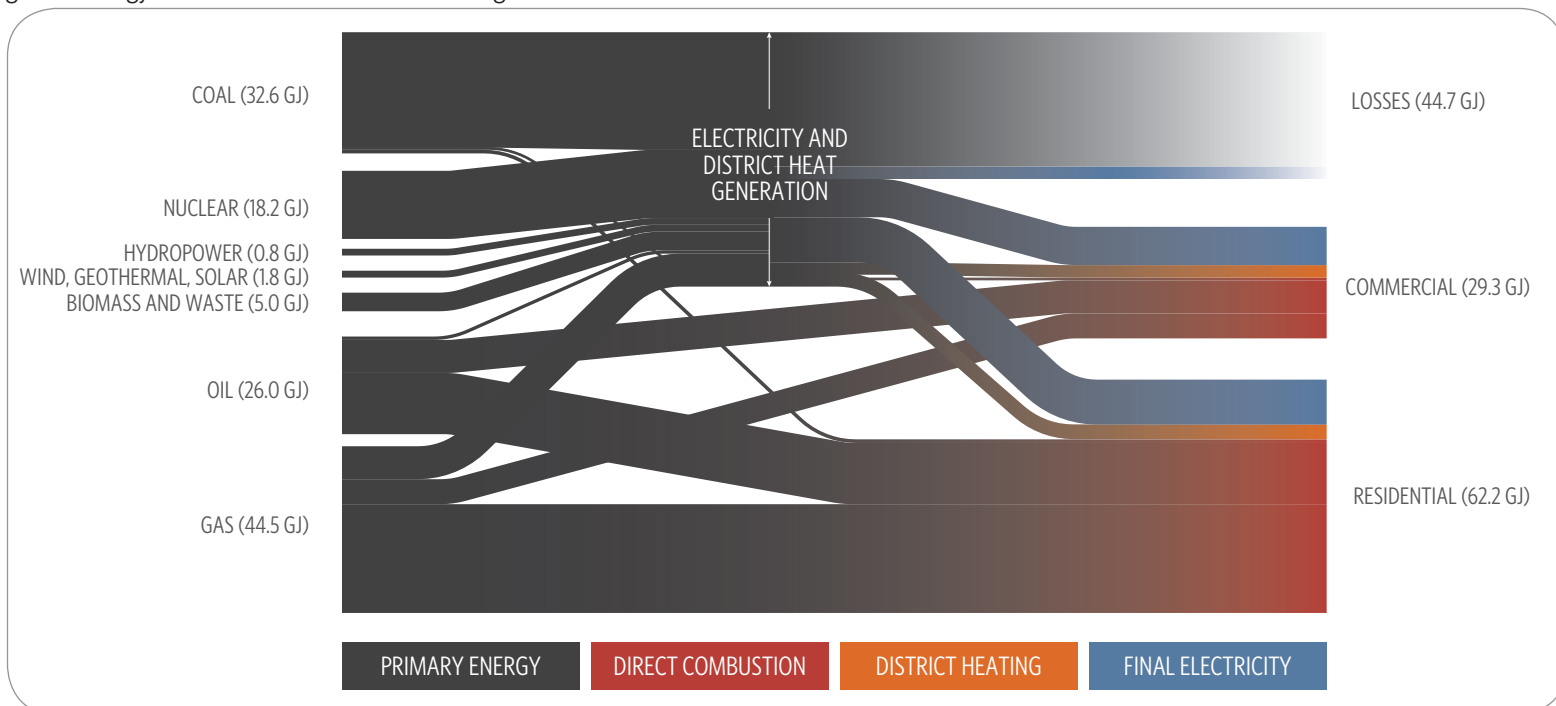 COAL (32.6 GJ)
NUCLEAR (18.2 GJ)
HYDROPOWER (0.8 GJ)
WIND, GEOTHERMAL, SOLAR (1.8 GJ)
BIOMASS AND WASTE (5.0 GJ)
OIL (26.0 GJ)
GAS (44.5 GJ)
ELECTRICITY AND
DISTRICT HEAT
GENERATION
LOSSES (44.7 GJ)
COMMERCIAL (29.3 GJ)
RESIDENTIAL (62.2 GJ)
PRIMARY ENERGY
DIRECT COMBUSTION
DISTRICT HEATING
FINAL ELECTRICITY